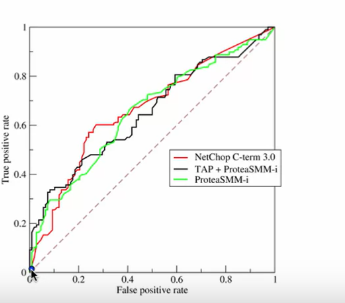 1
0.8
0.6
0.4
0.2
0
0.2
0.4
0.6
0.8
1
True positive rate
False positive rate
NetChop C-term 3.0
TAP + ProteaSMM-i
ProteaSMM-i